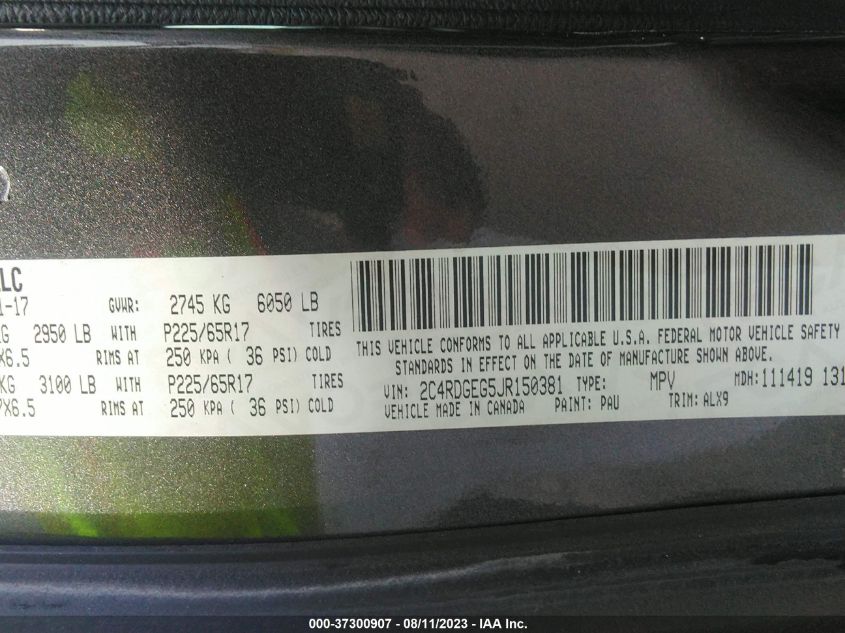 LC
1-17 GVWR: 2745 KG 6050 LB
G 2950 LB WITH P225/65R17 TIRES
X6.5 RIMS AT 250 KPA ( 36 PSI) COLD
KG 3100 LB WITH P225/65R17 TIRES
7X6.5 RIMS AT 250 KPA ( 36 PSI) COLD
THIS VEHICLE CONFORMS TO ALL APPLICABLE U.S.A. FEDERAL MOTOR VEHICLE SAFETY
STANDARDS IN EFFECT ON THE DATE OF MANUFACTURE SHOWN ABOVE.
VIN: 2C4RDGEG5JR150381 TYPE: MPV MDH: 111419 131
VEHICLE MADE IN CANADA PAINT: PAU TRIM: ALX9
000-37300907 - 08/11/2023 - IAA Inc.